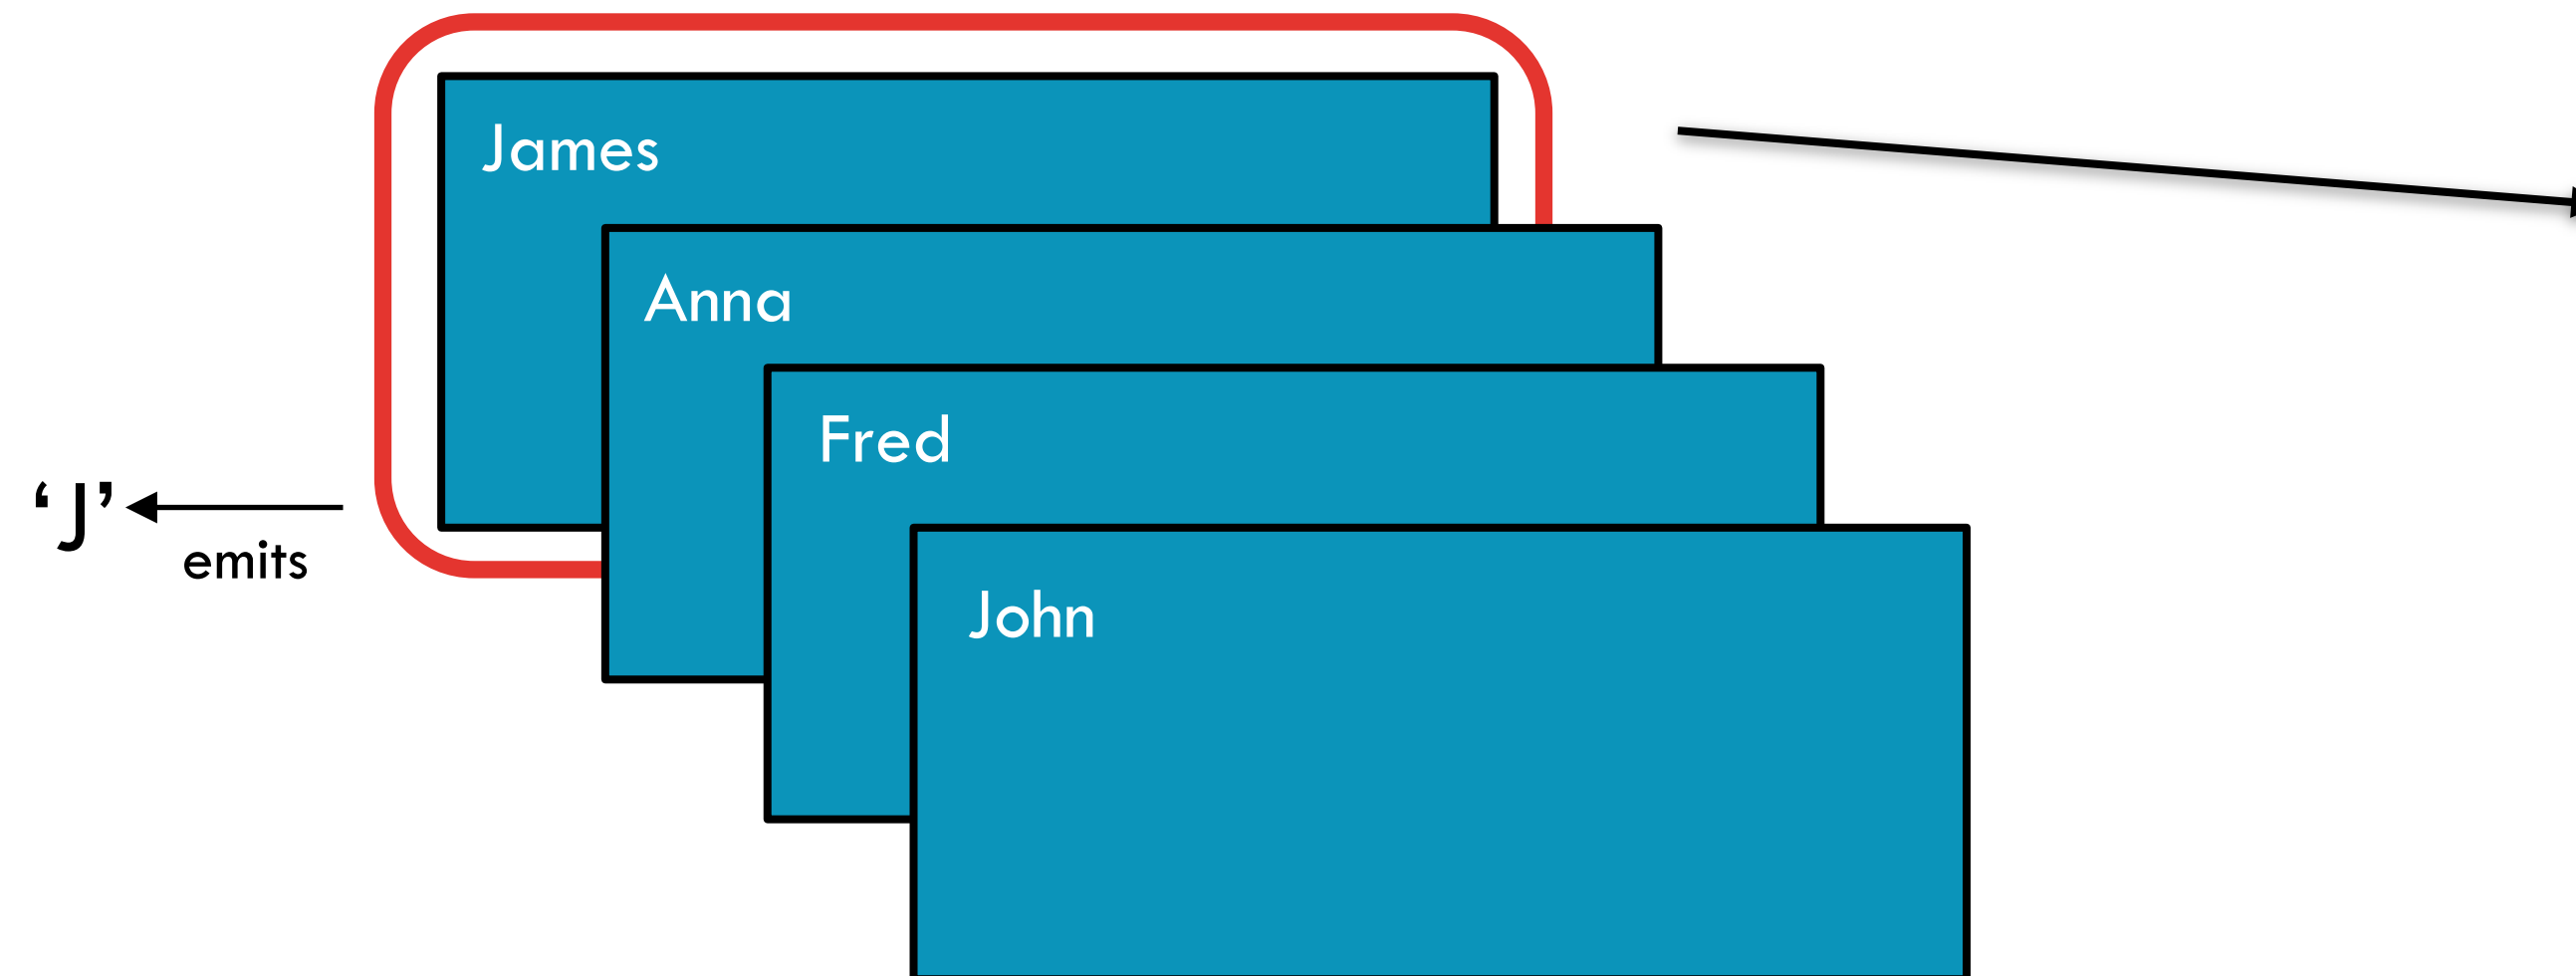 James
Anna
Fred
‘J’
emits
John